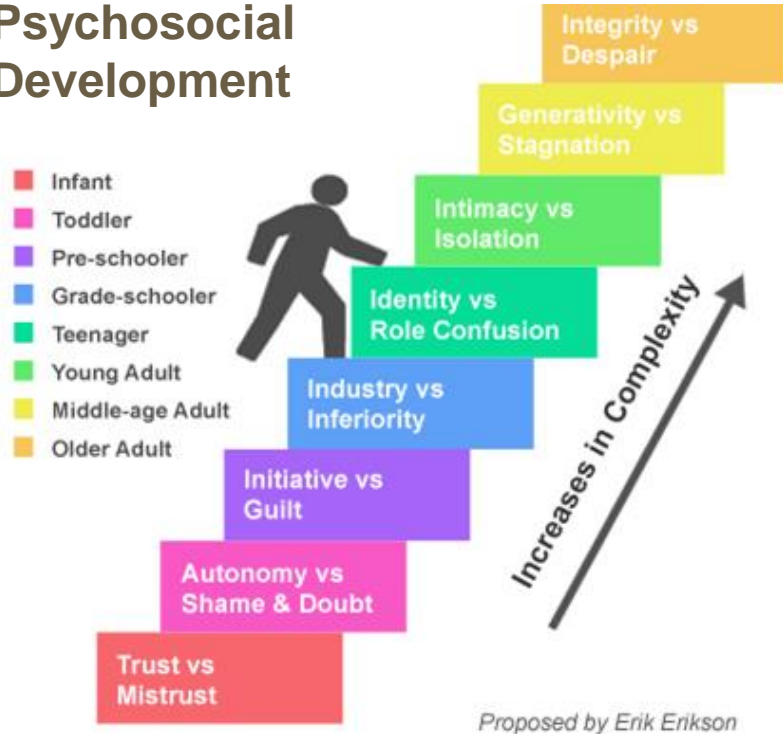 Psychosocial
Development
Integrity vs
Despair
Generativity vs
Stagnation
Infant
Toddler
Pre-schooler
Grade-schooler
Teenager
Young Adult
Middle-age Adult
Older Adult
Intimacy vs
Isolation
Identity vs
Role Confusion
Industry vs
Inferiority
Initiative vs
Guilt
Autonomy vs
Shame & Doubt
Trust vs
Mistrust
Increases in Complexity
Proposed by Erik Erikson